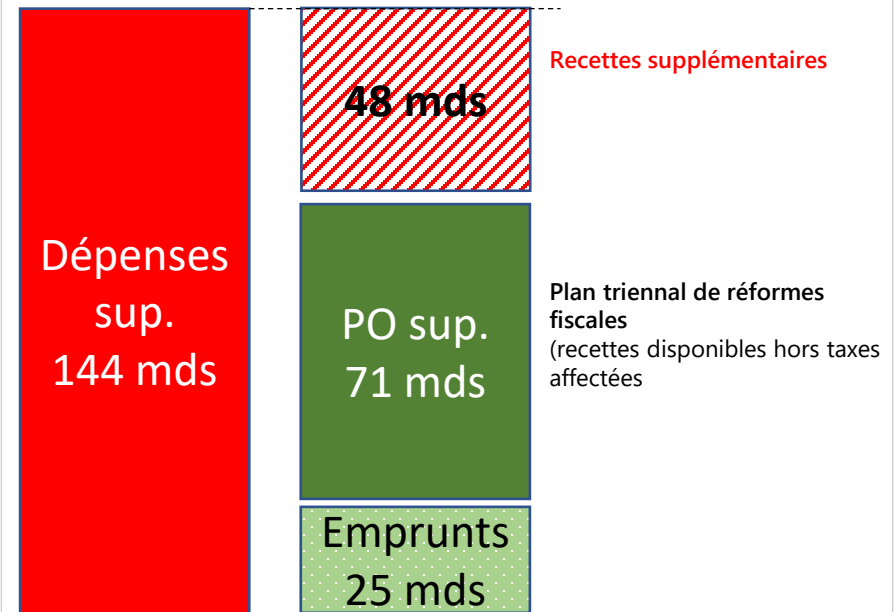 Dépenses
sup.
144 mds
48 mds
Recettes supplémentaires
PO sup.
71 mds
Plan triennal de réformes
fiscales
(recettes disponibles hors taxes
affectées
Emprunts
25 mds